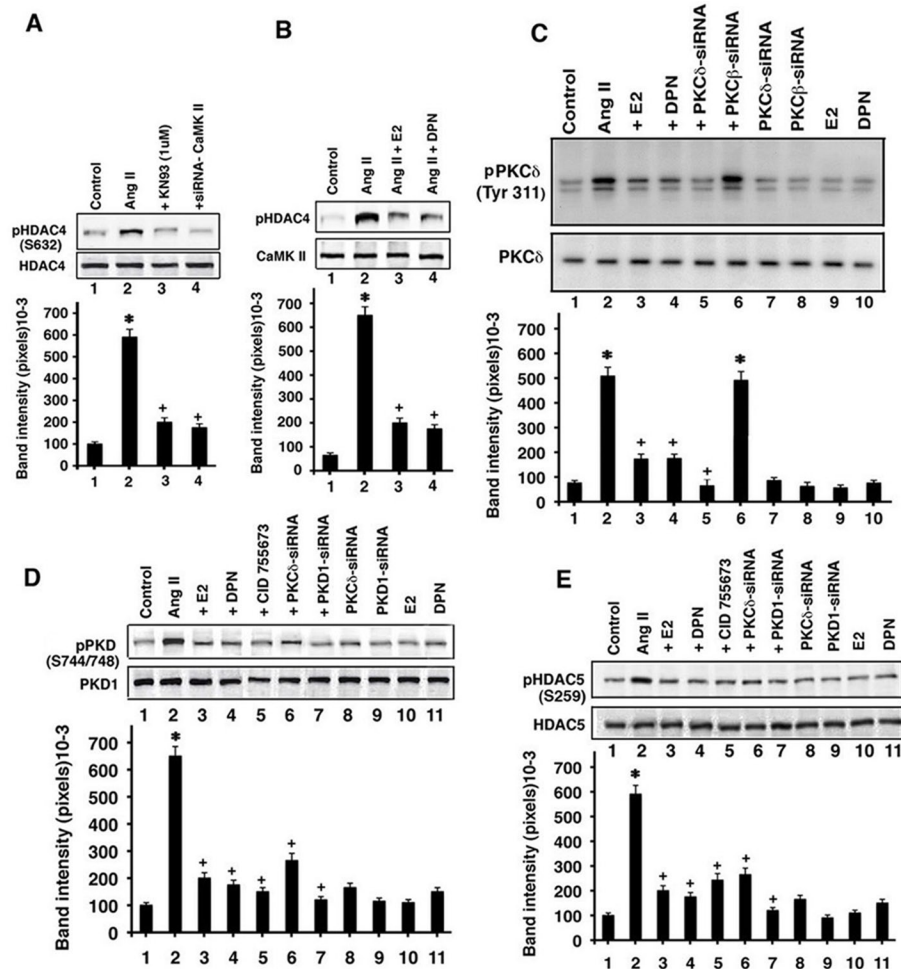 A
Control
Ang II
+ KN93 (1uM)
+siRNA- CaMK II
pHDAC4
(S632)
HDAC4
1 2 3 4
Band intensity (pixels)10-3
700
600
500
400
300
200
100
0
*
+
+
1 2 3 4
B
Control
Ang II
Ang II + E2
Ang II + DPN
pHDAC4
CaMK II
1 2 3 4
Band intensity (pixels)10-3
700
600
500
400
300
200
100
0
*
+
+
1 2 3 4
C
Control
Ang II
+ E2
+ DPN
+ PKCδ-siRNA
+ PKCβ-siRNA
PKCδ-siRNA
PKCβ-siRNA
E2
DPN
pPKCδ
(Tyr 311)
PKCδ
1 2 3 4 5 6 7 8 9 10
Band intensity (pixels)10-3
700
600
500
400
300
200
100
0
*
+
+
+
*
1 2 3 4 5 6 7 8 9 10
D
Control
Ang II
+ E2
+ DPN
+ CID 755673
+ PKCδ-siRNA
+ PKD1-siRNA
PKCδ-siRNA
PKD1-siRNA
E2
DPN
pPKD
(S744/748)
PKD1
1 2 3 4 5 6 7 8 9 10 11
Band intensity (pixels)10-3
700
600
400
300
200
100
0
*
+
+
+
+
+
1 2 3 4 5 6 7 8 9 10 11
E
Control
Ang II
+ E2
+ DPN
+ CID 755673
+ PKCδ-siRNA
+ PKD1-siRNA
PKCδ-siRNA
PKD1-siRNA
E2
DPN
pHDAC5
(S259)
HDAC5
1 2 3 4 5 6 7 8 9 10 11
Band intensity (pixels)10-3
700
600
500
400
300
200
100
0
*
+
+
+
+
+
1 2 3 4 5 6 7 8 9 10 11